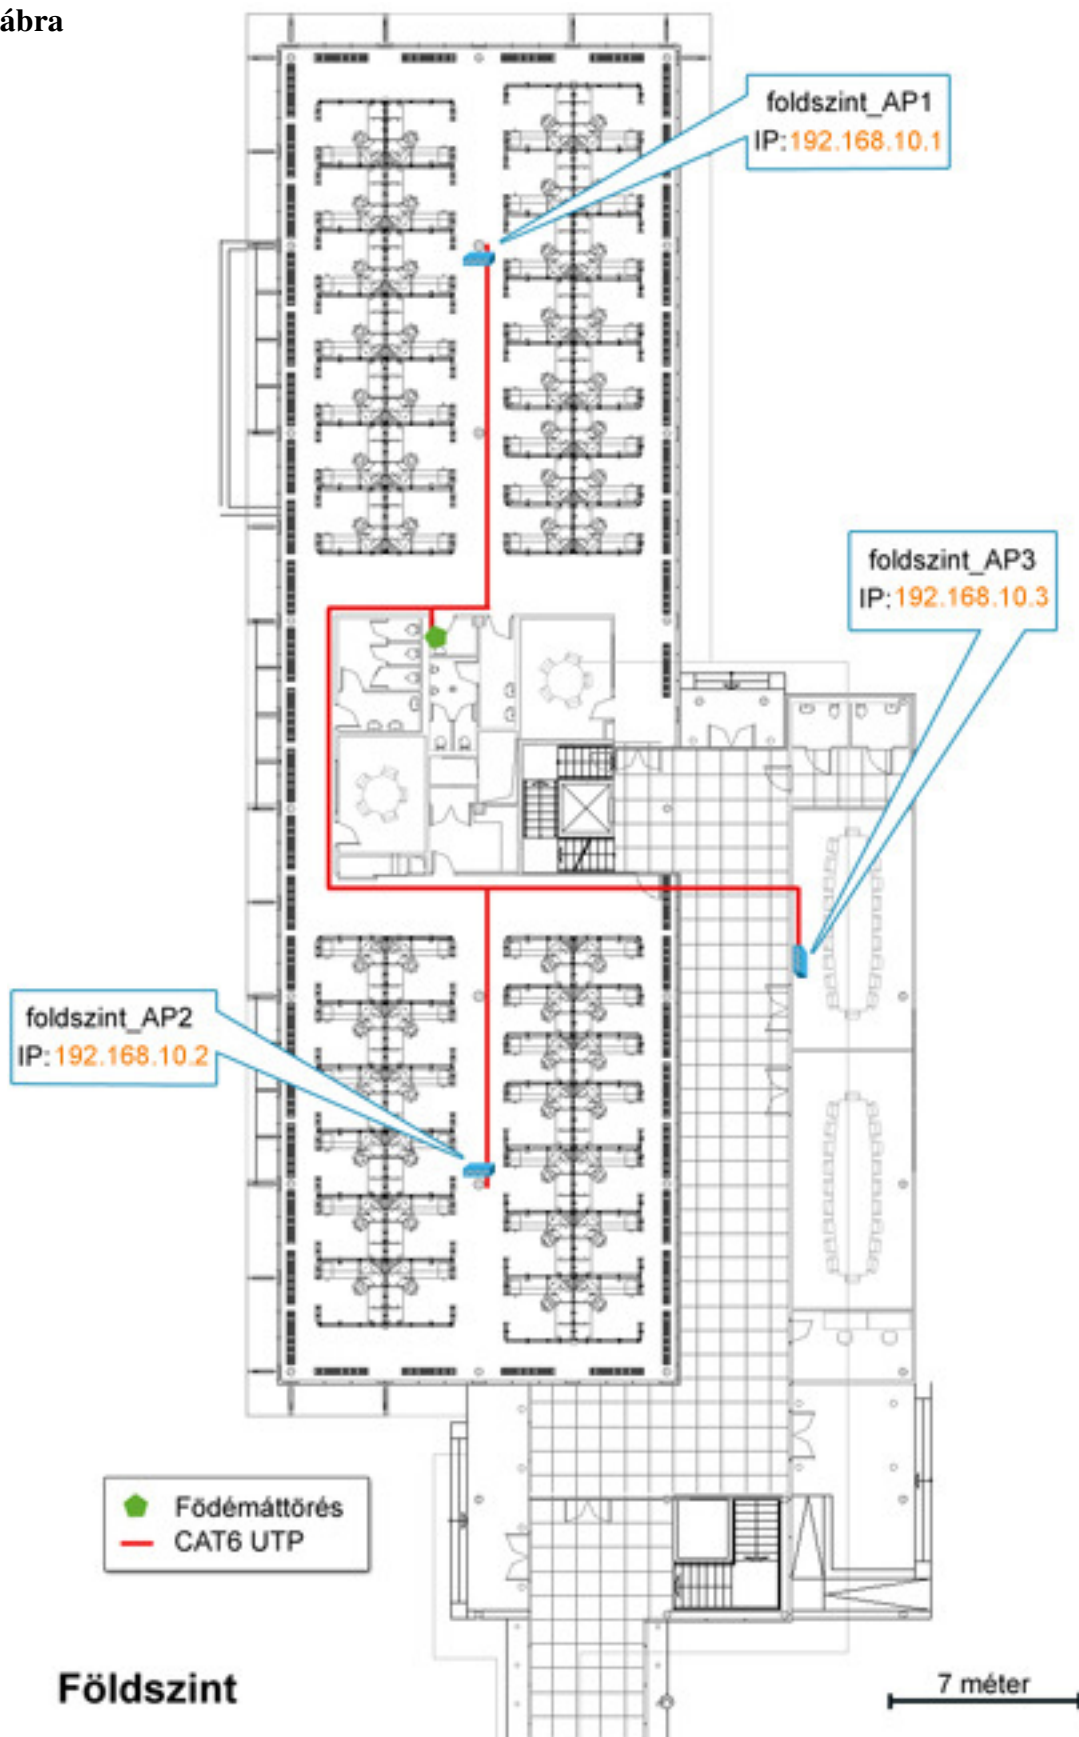 ábra
foldszint_AP1
IP:192.168.10.1
foldszint_AP3
IP:192.168.10.3
foldszint_AP2
IP:192.168.10.2
Födémáttörés
CAT6 UTP
Földszint
7 méter